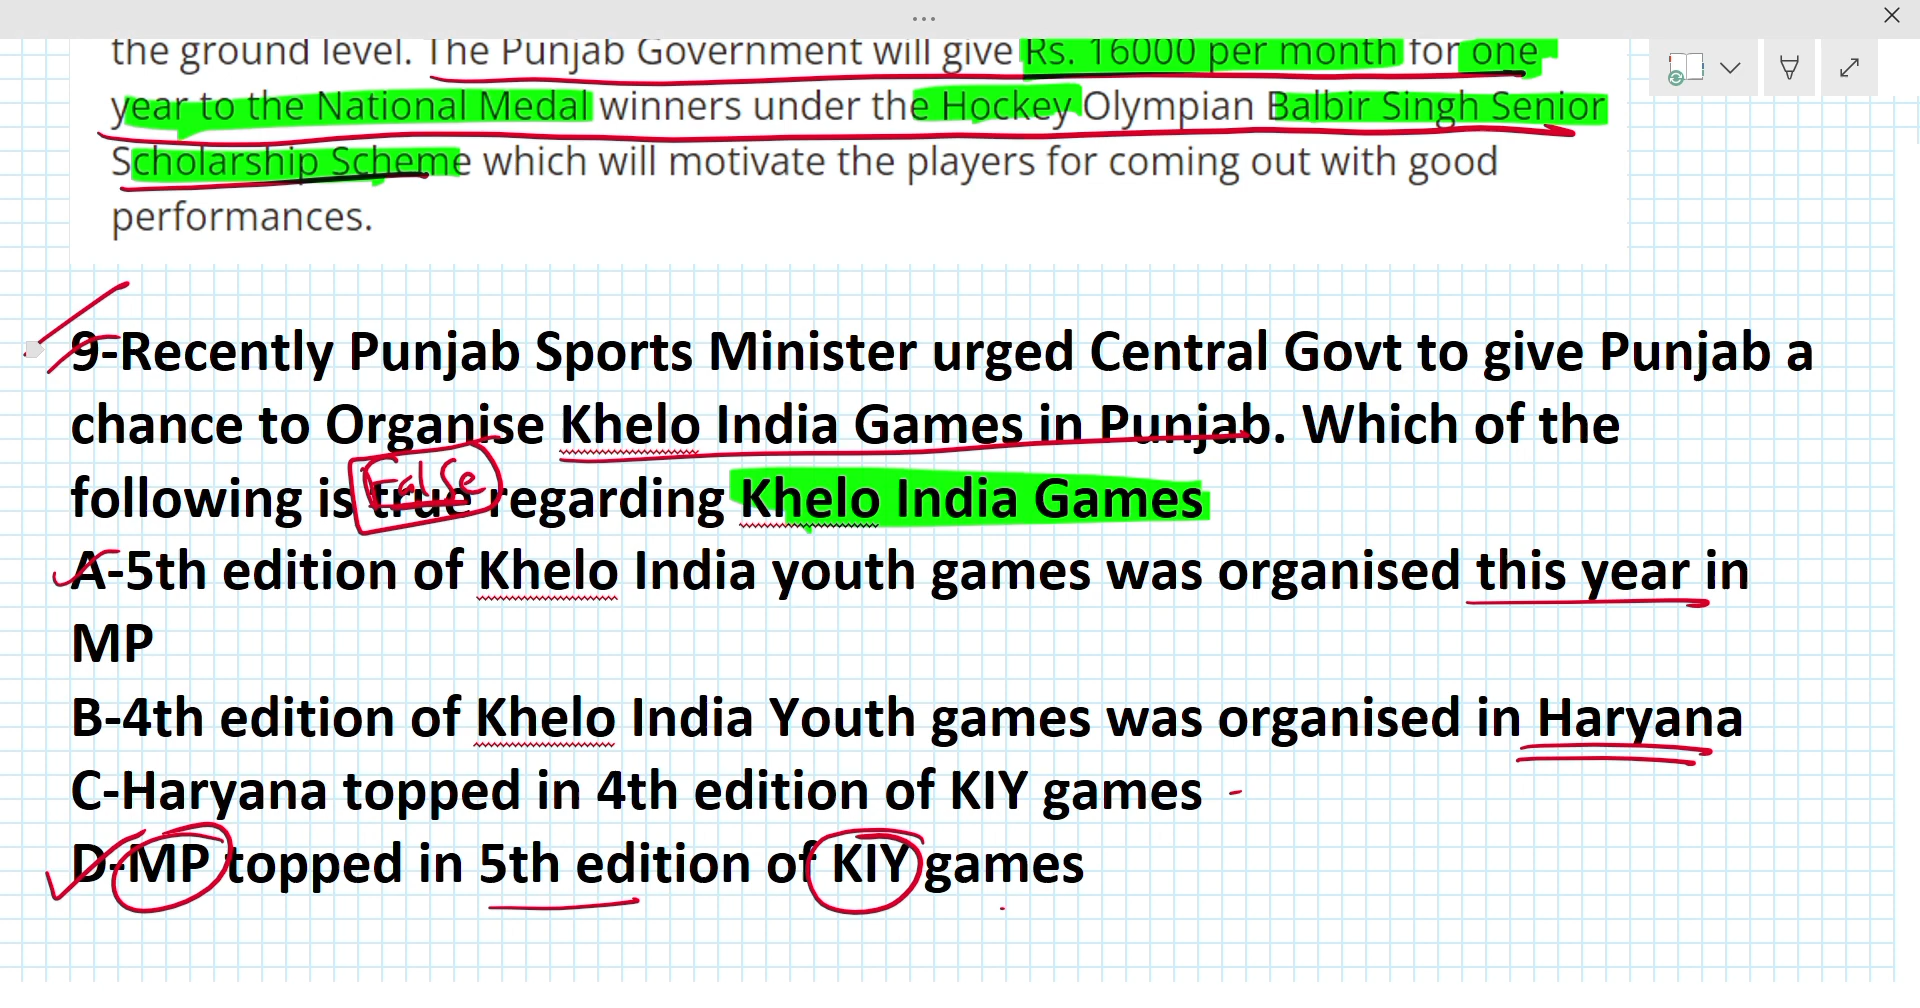 the ground level. The Punjab Government will give Rs. 16000 per month for one
year to the National Medal winners under the Hockey Olympian Balbir Singh Senior
Scholarship Scheme which will motivate the players for coming out with good
performances.
9-Recently Punjab Sports Minister urged Central Govt to give Punjab a
chance to Organise Khelo India Games in Punjab. Which of the
False
following is true regarding Khelo India Games
A-5th edition of Khelo India youth games was organised this year in
MP
B-4th edition of Khelo India Youth games was organised in Haryana
C-Haryana topped in 4th edition of KIY games
D-MP topped in 5th edition of KIY games